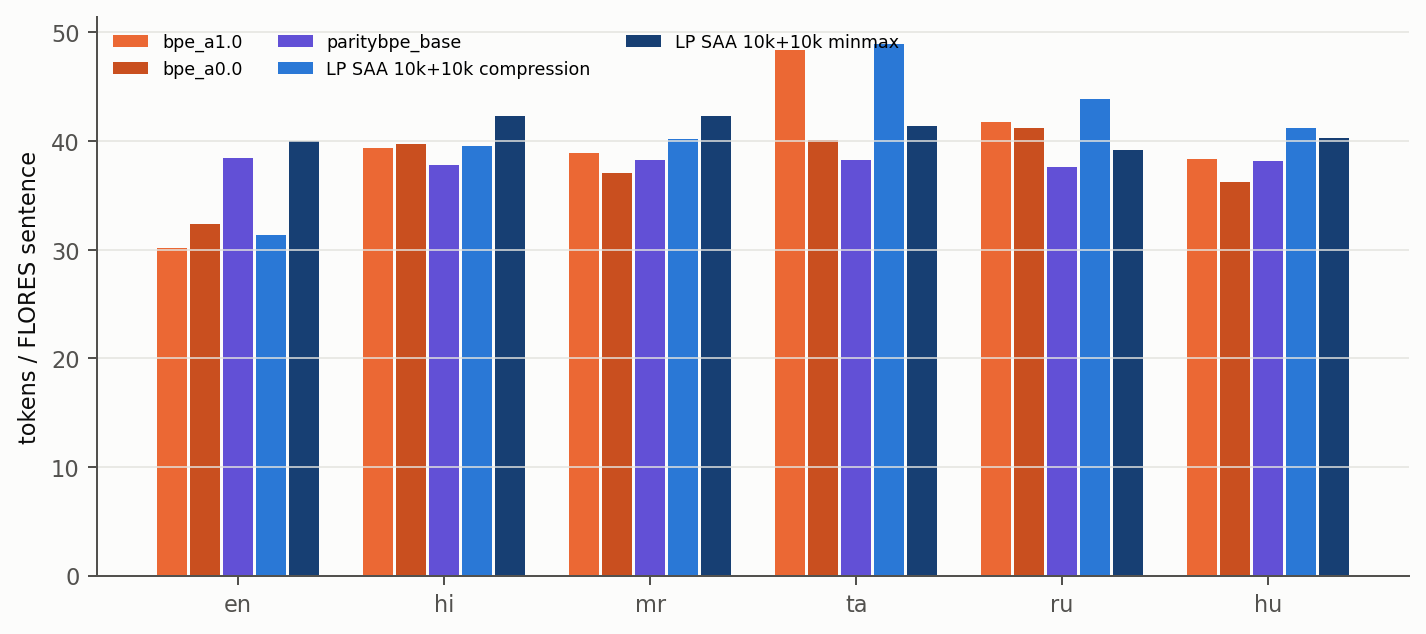 50
bpe_a1.0 paritybpe_base LP SAA 10k+10k minmax
bpe_a0.0 LP SAA 10k+10k compression
40
30
20
10
0
tokens / FLORES sentence
en hi mr ta ru hu